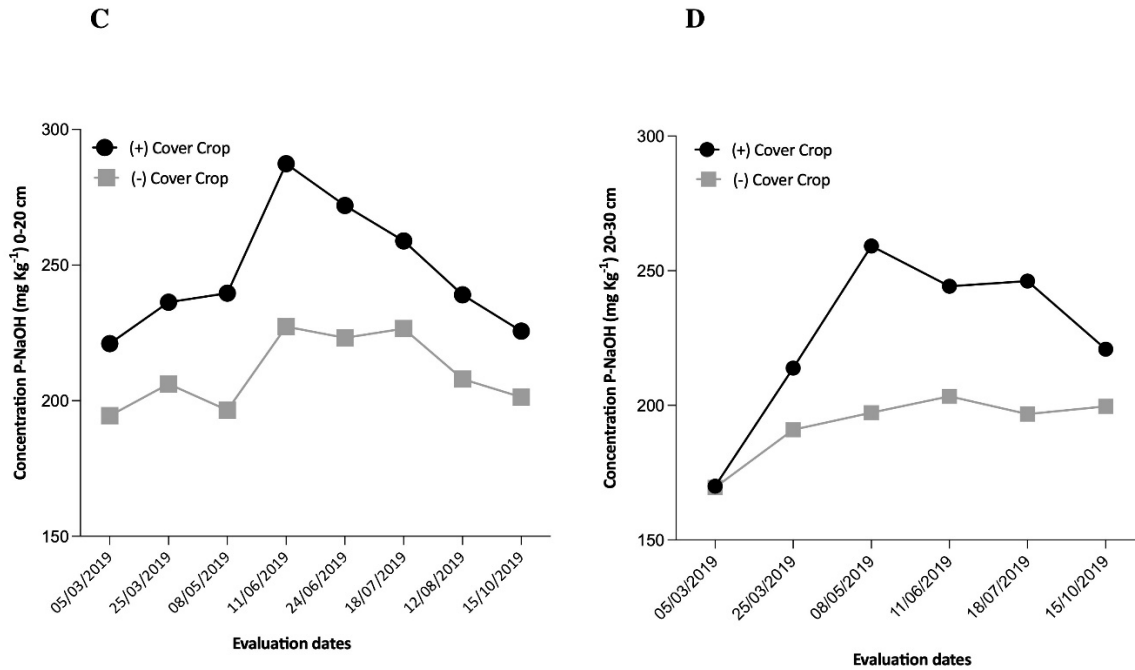 C
Concentration P-NaOH (mg Kg⁻¹) 0-20 cm
300
250
200
150
(+) Cover Crop
(-) Cover Crop
05/03/2019
25/03/2019
08/05/2019
11/06/2019
24/06/2019
18/07/2019
12/08/2019
15/10/2019
Evaluation dates
D
Concentration P-NaOH (mg Kg⁻¹) 20-30 cm
300
250
200
150
(+) Cover Crop
(-) Cover Crop
05/03/2019
25/03/2019
08/05/2019
11/06/2019
18/07/2019
15/10/2019
Evaluation dates